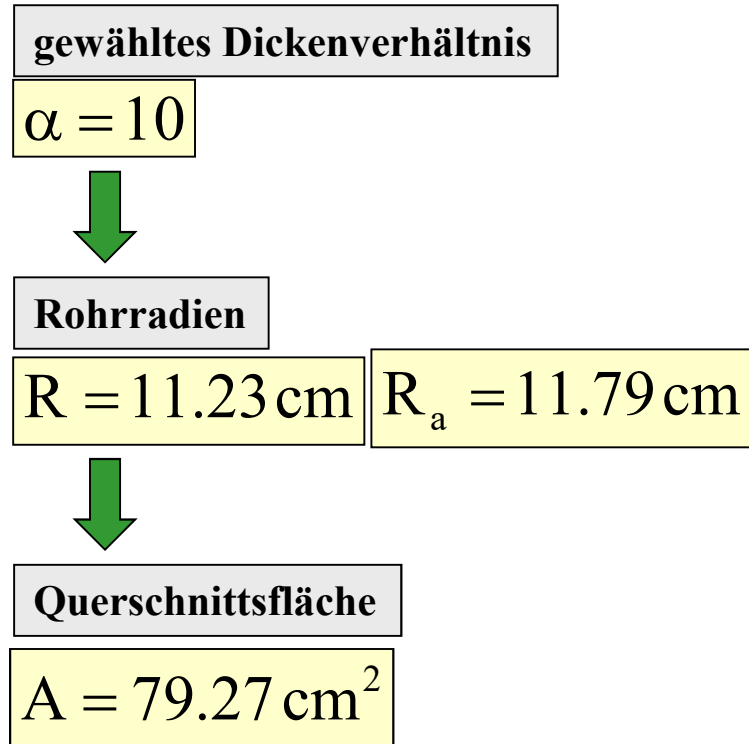 gewähltes Dickenverhältnis
α = 10
Rohrradien
R = 11.23 cm R_a = 11.79 cm
Querschnittsfläche
A = 79.27 cm²